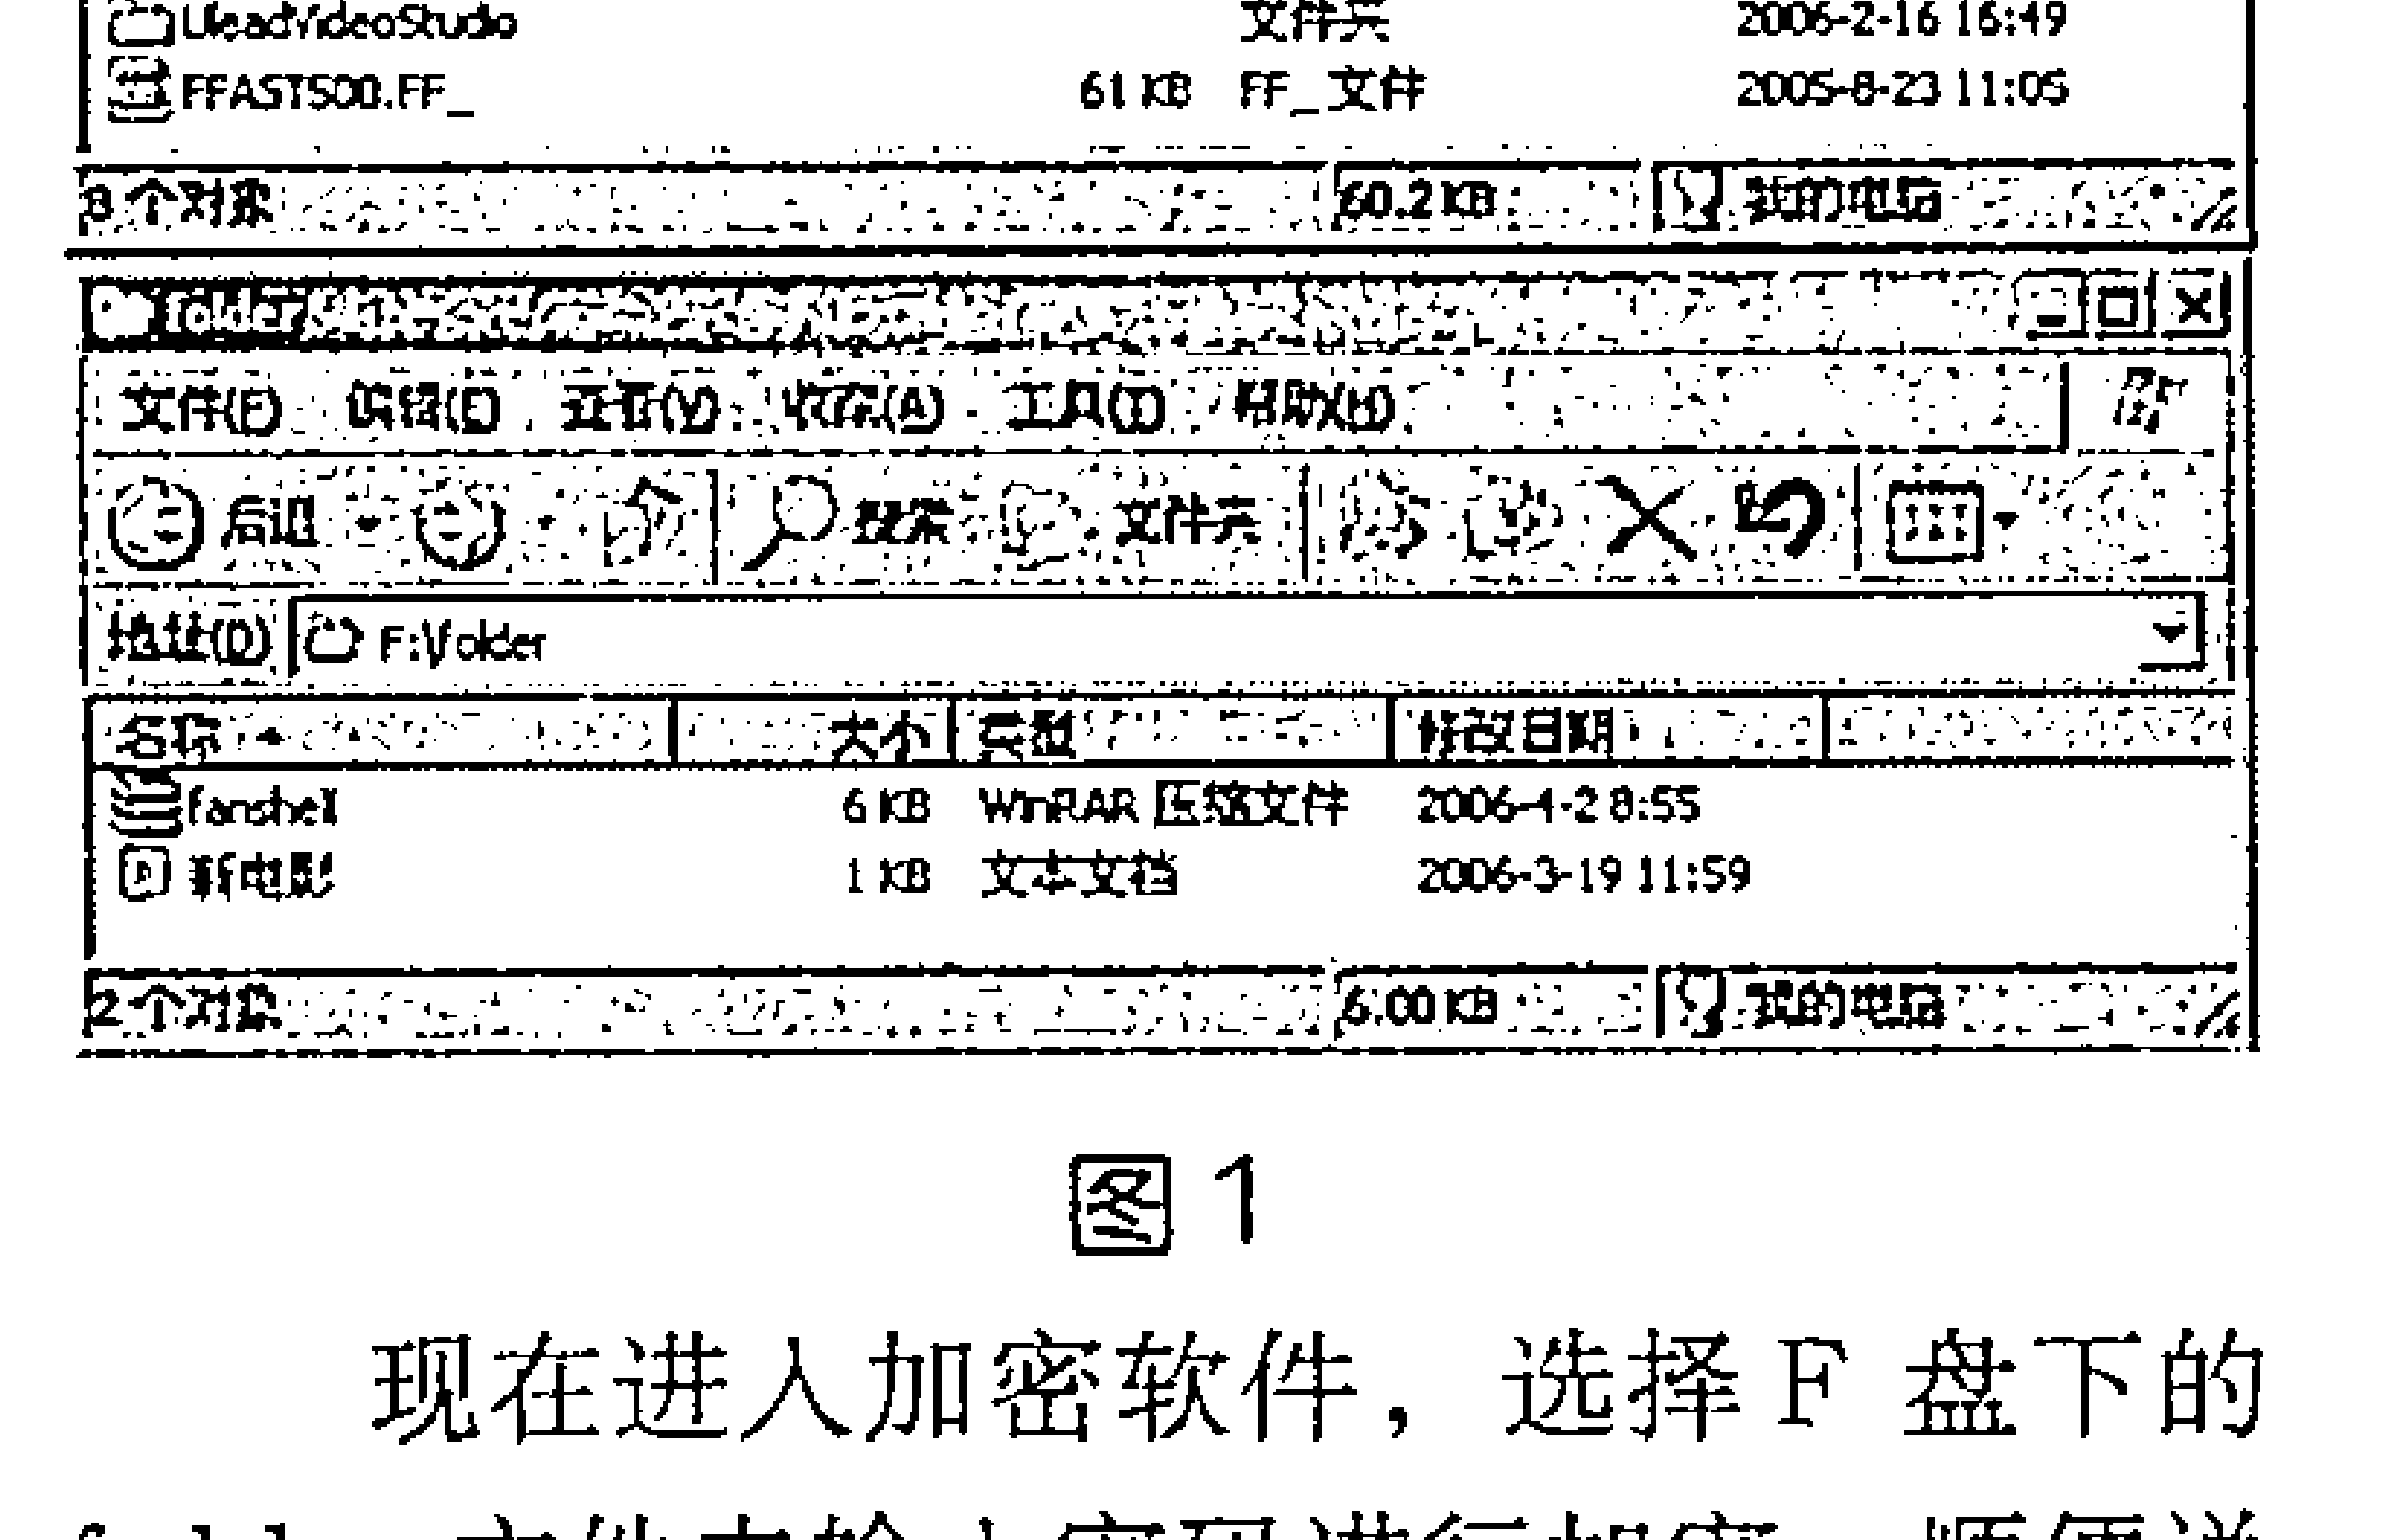 UleadVideoStudio 文件夹 2006-2-16 16:49
FFAST500.FF_ 61 KB FF_文件 2005-8-23 11:05
8 个对象 60.2 KB 我的电脑
folder
文件(F) 编辑(E) 查看(V) 收藏(A) 工具(T) 帮助(H)
后退 搜索 文件夹
地址(D) F:\folder
名称 大小 类型 修改日期
fanshell 6 KB WinRAR 压缩文件 2006-4-2 8:55
新电影 1 KB 文本文档 2006-3-19 11:59
2 个对象 6.00 KB 我的电脑
图 1
现在进入加密软件，选择 F 盘下的